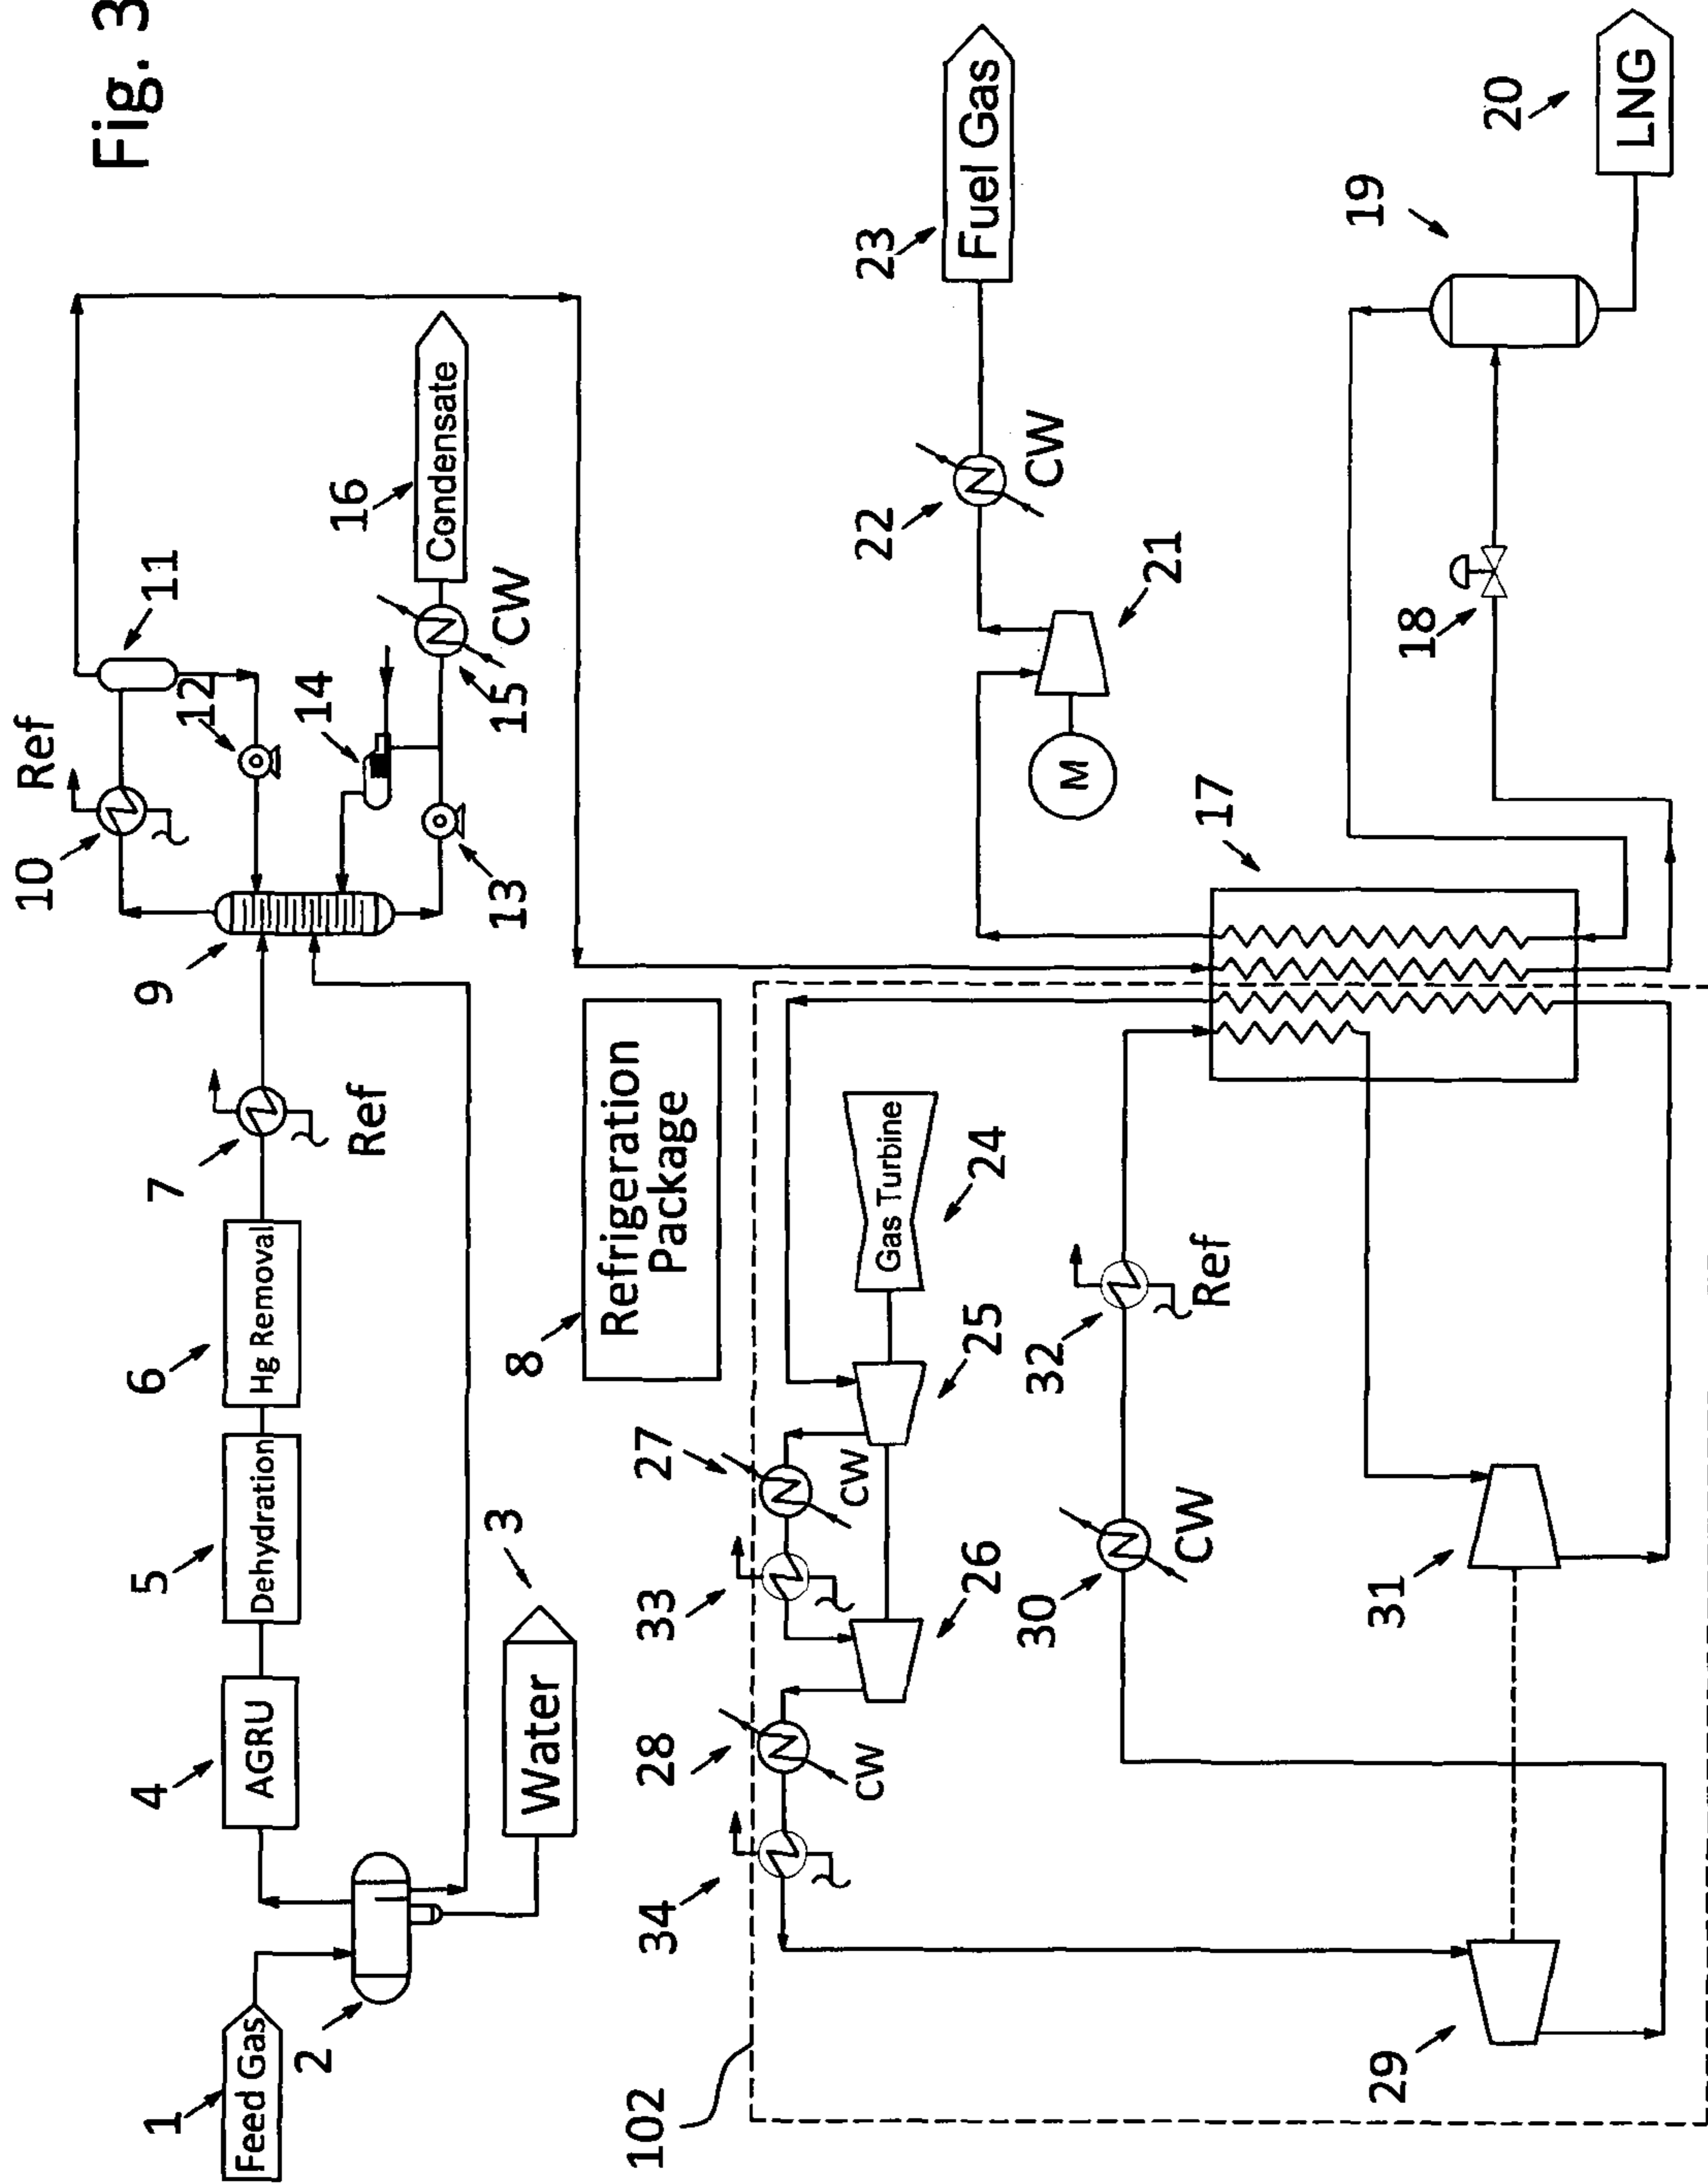 Fig. 3
1
Feed Gas
2
3
Water
4
AGRU
5
Dehydration
6
Hg Removal
7
Ref
8
Refrigeration
Package
9
10
Ref
11
12
13
14
15
CW
16
Condensate
17
18
19
20
LNG
21
M
22
CW
23
Fuel Gas
24
Gas Turbine
25
26
27
CW
33
28
CW
34
29
30
CW
31
32
Ref
102